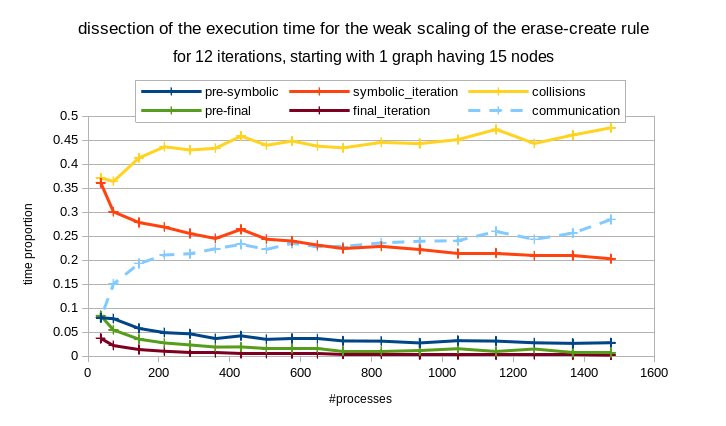 dissection of the execution time for the weak scaling of the erase-create rule
for 12 iterations, starting with 1 graph having 15 nodes
pre-symbolic symbolic_iteration collisions
pre-final final_iteration communication
0.5
0.45
0.4
0.35
0.3
0.25
0.2
0.15
0.1
0.05
0
time proportion
0 200 400 600 800 1000 1200 1400 1600
#processes